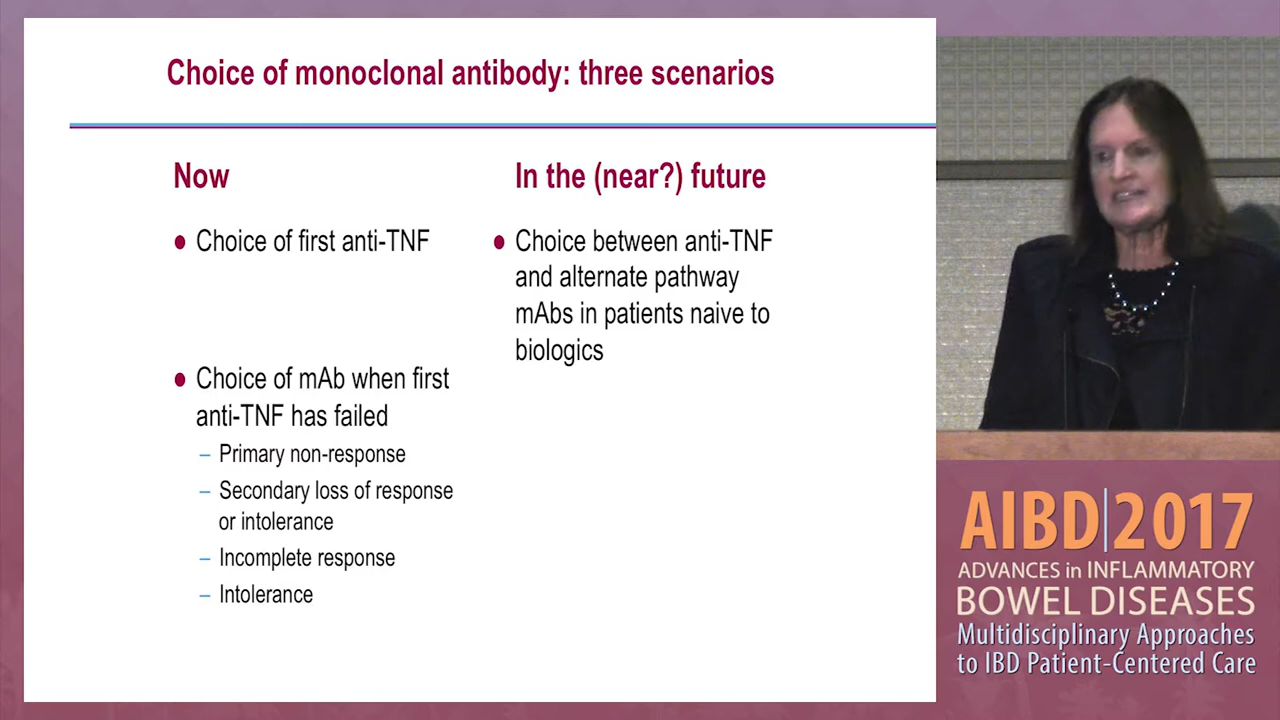 Choice of monoclonal antibody: three scenarios
Now
● Choice of first anti-TNF
● Choice of mAb when first
anti-TNF has failed
– Primary non-response
– Secondary loss of response
or intolerance
– Incomplete response
– Intolerance
In the (near?) future
● Choice between anti-TNF
and alternate pathway
mAbs in patients naive to
biologics
AIBD|2017
ADVANCES in INFLAMMATORY
BOWEL DISEASES
Multidisciplinary Approaches
to IBD Patient-Centered Care